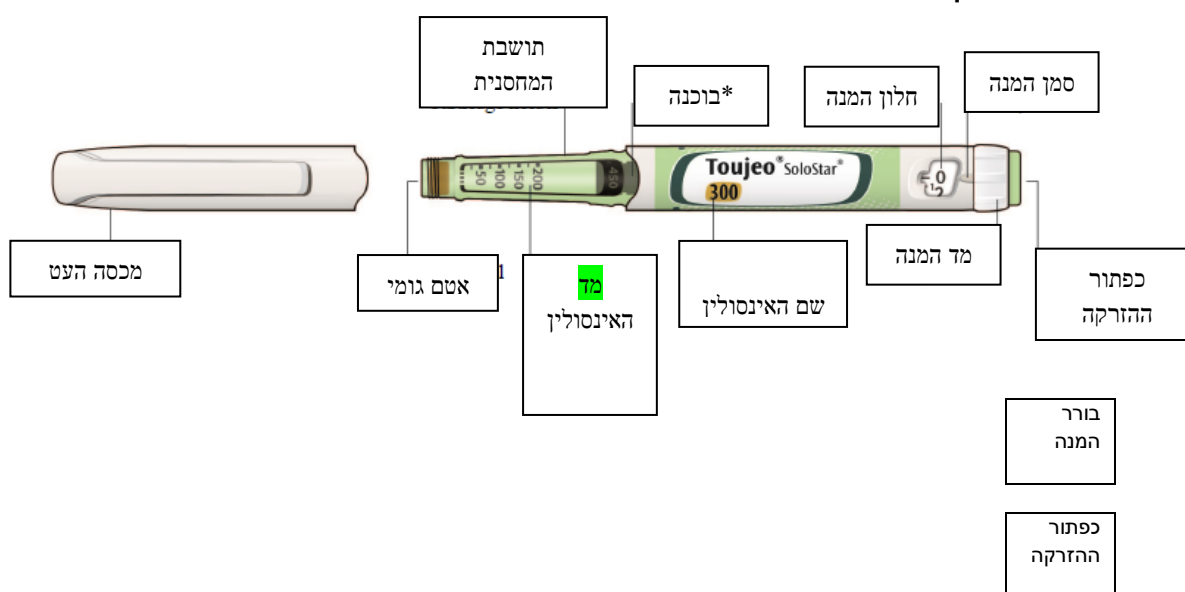 תושבת
המחסנית
*בוכנה
חלון המנה
סמן המנה
Toujeo® SoloStar®
300
50
100
150
200
450
0
מכסה העט
אטם גומי
1
מד
האינסולין
שם האינסולין
מד המנה
כפתור
ההזרקה
בורר
המנה
כפתור
ההזרקה